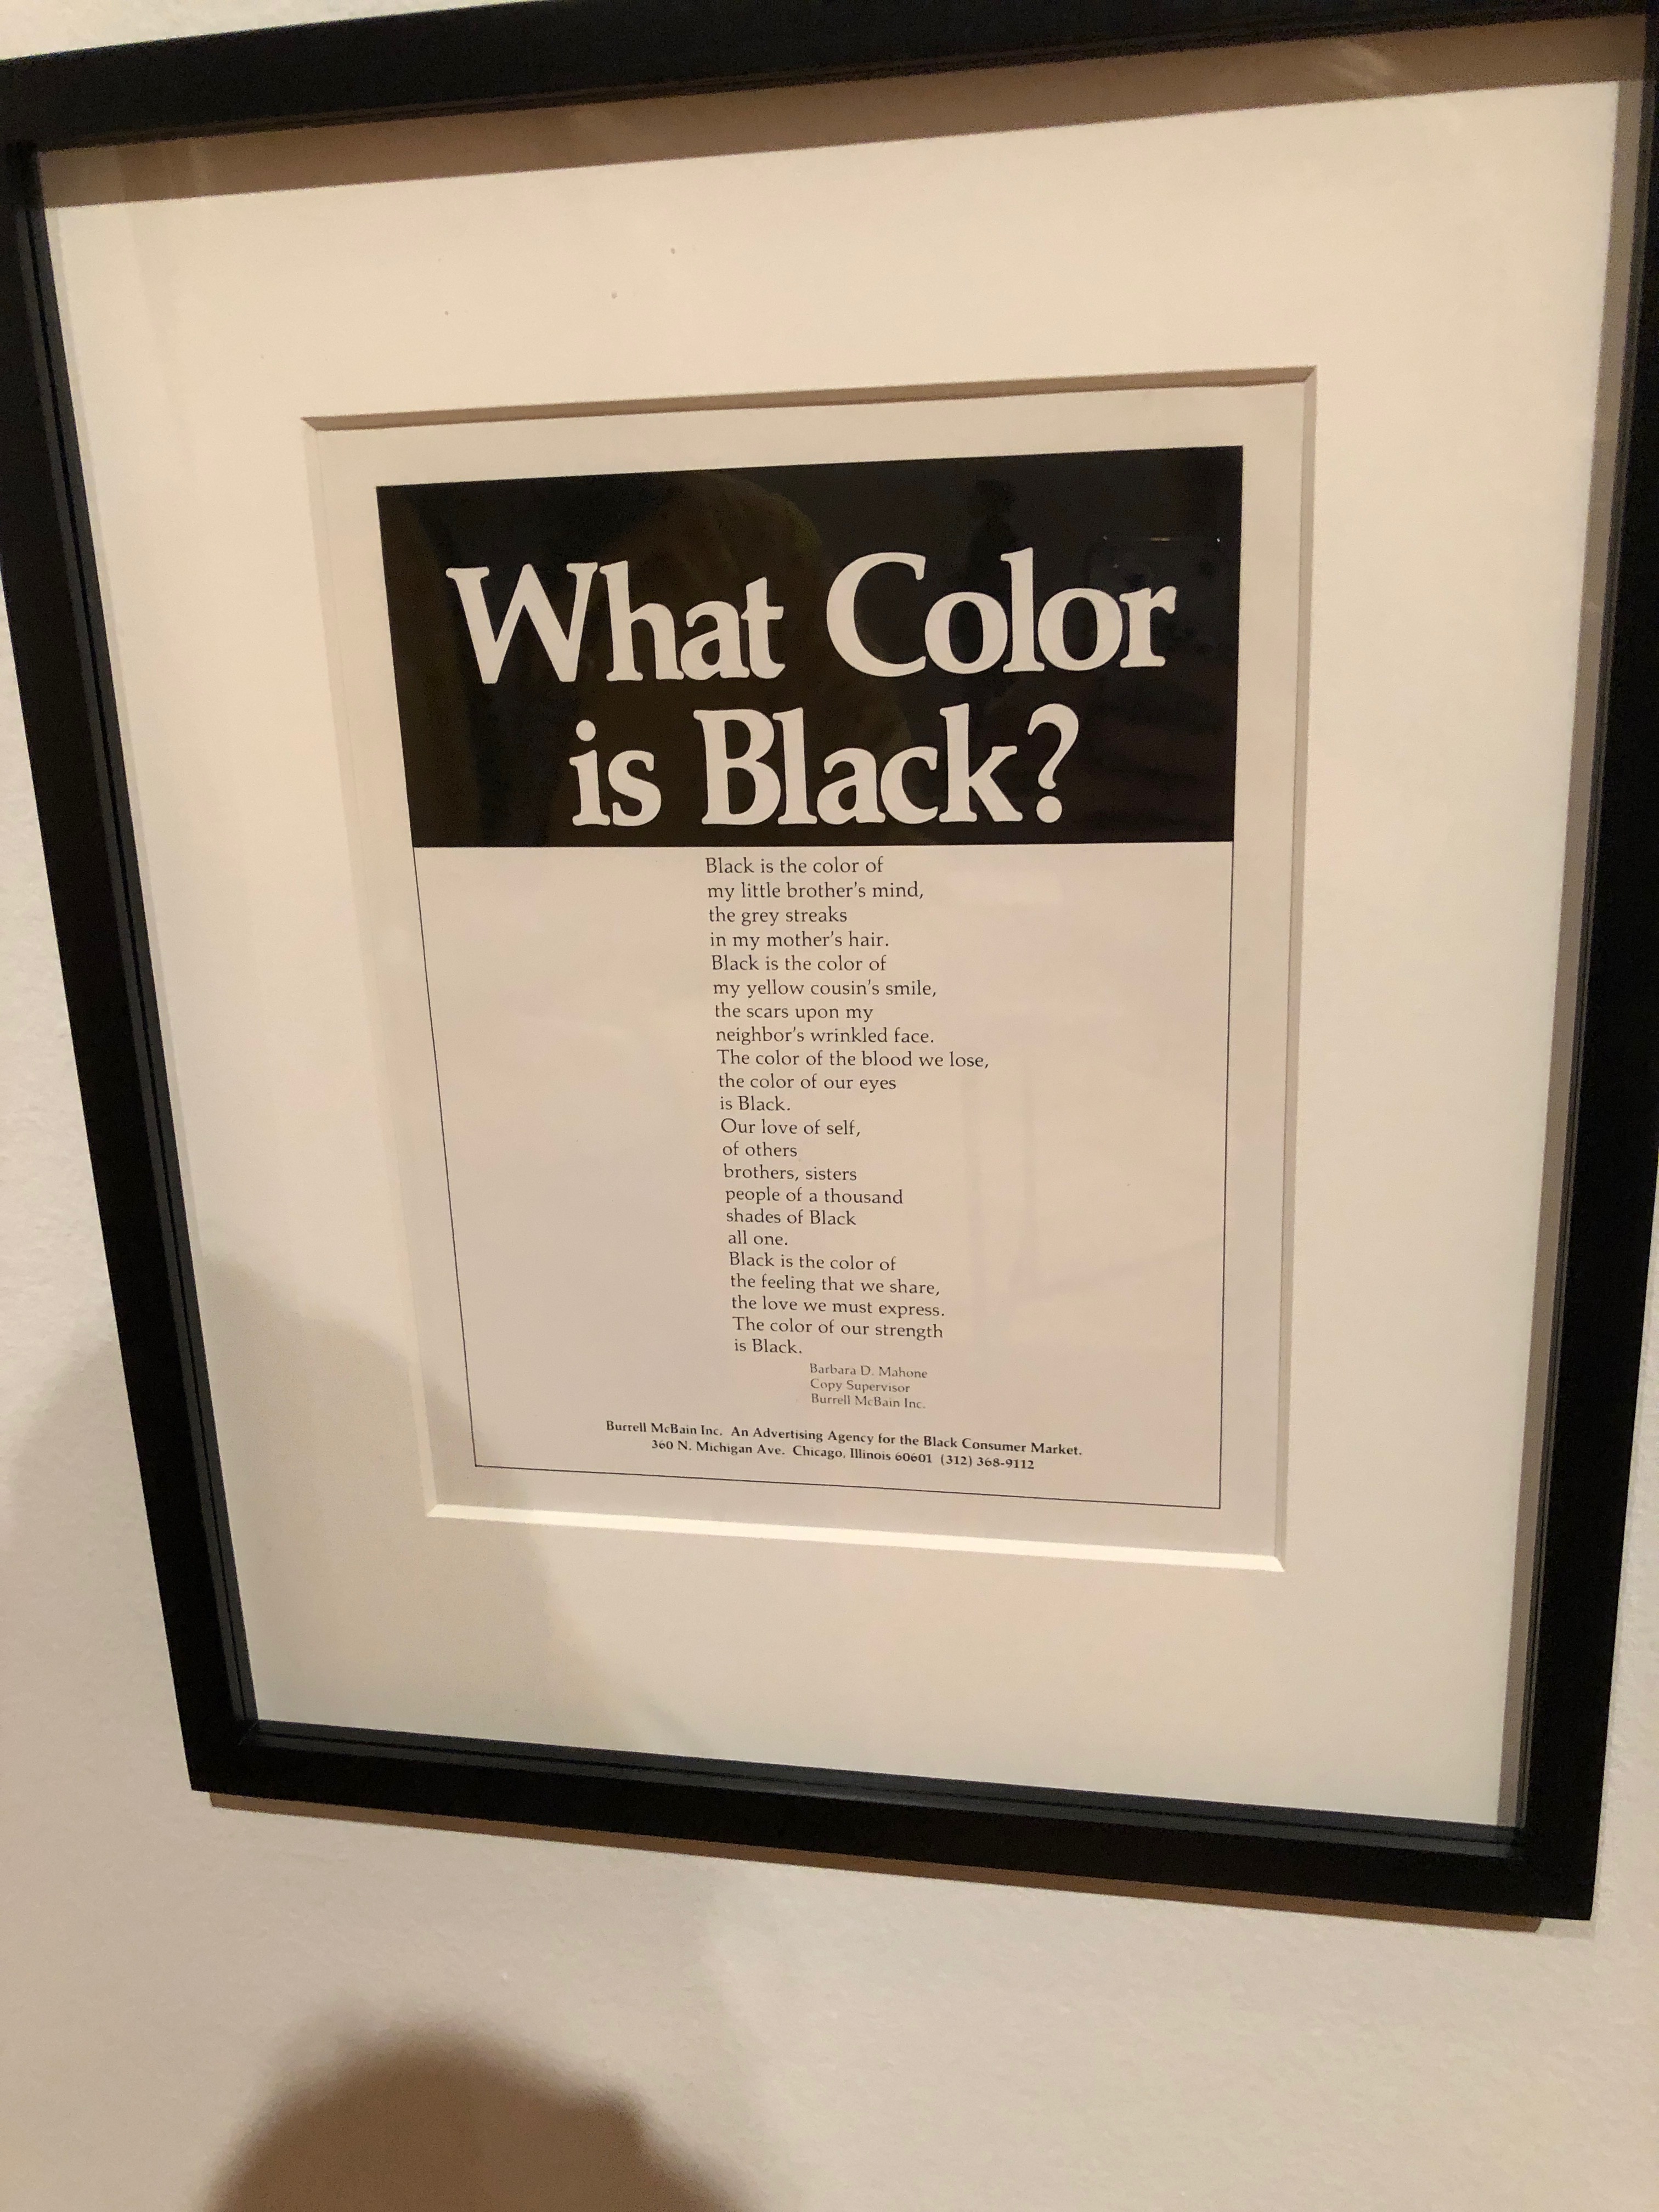 What Color
is Black?
Black is the color of
my little brother's mind,
the grey streaks
in my mother's hair.
Black is the color of
my yellow cousin's smile,
the scars upon my
neighbor's wrinkled face.
The color of the blood we lose,
the color of our eyes
is Black.
Our love of self,
of others
brothers, sisters
people of a thousand
shades of Black
all one.
Black is the color of
the feeling that we share,
the love we must express.
The color of our strength
is Black.
Barbara D. Mahone
Copy Supervisor
Burrell McBain Inc.
Burrell McBain Inc. An Advertising Agency for the Black Consumer Market.
360 N. Michigan Ave. Chicago, Illinois 60601 (312) 368-9112